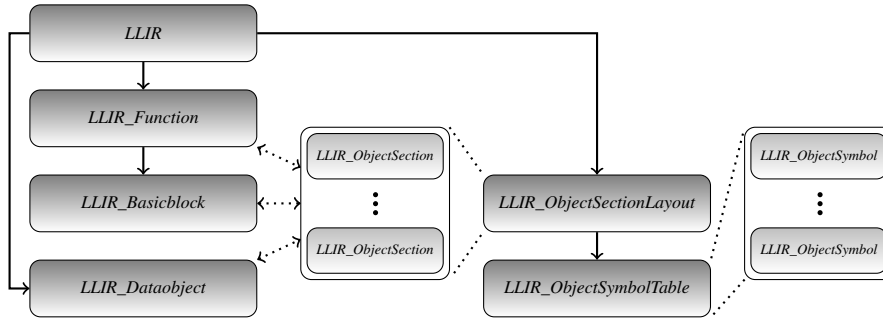 LLIR
LLIR_Function
LLIR_Basicblock
LLIR_Dataobject
LLIR_ObjectSection
LLIR_ObjectSection
LLIR_ObjectSectionLayout
LLIR_ObjectSymbolTable
LLIR_ObjectSymbol
LLIR_ObjectSymbol